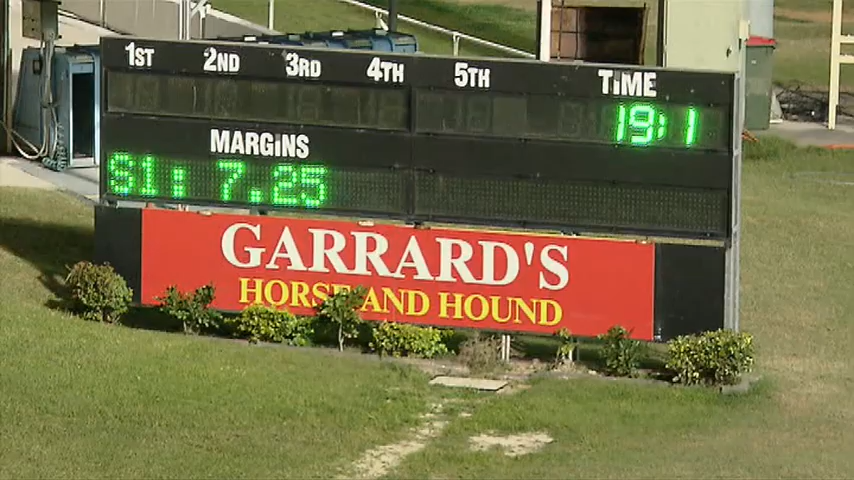 1ST 2ND 3RD 4TH 5TH TIME
19:1
MARGINS
S1: 7.25
GARRARD'S
HORSE AND HOUND